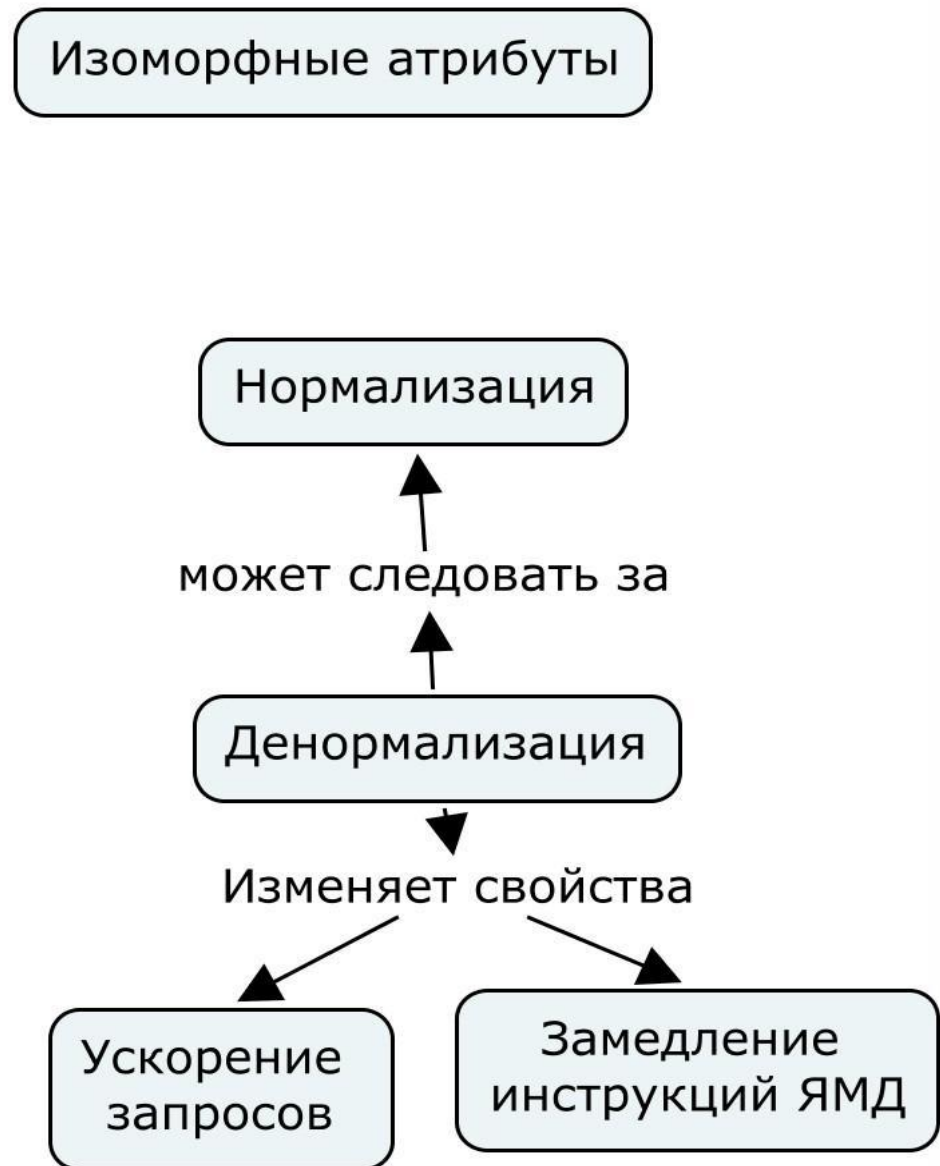 Изоморфные атрибуты
Нормализация
может следовать за
Денормализация
Изменяет свойства
Ускорение
запросов
Замедление
инструкций ЯМД